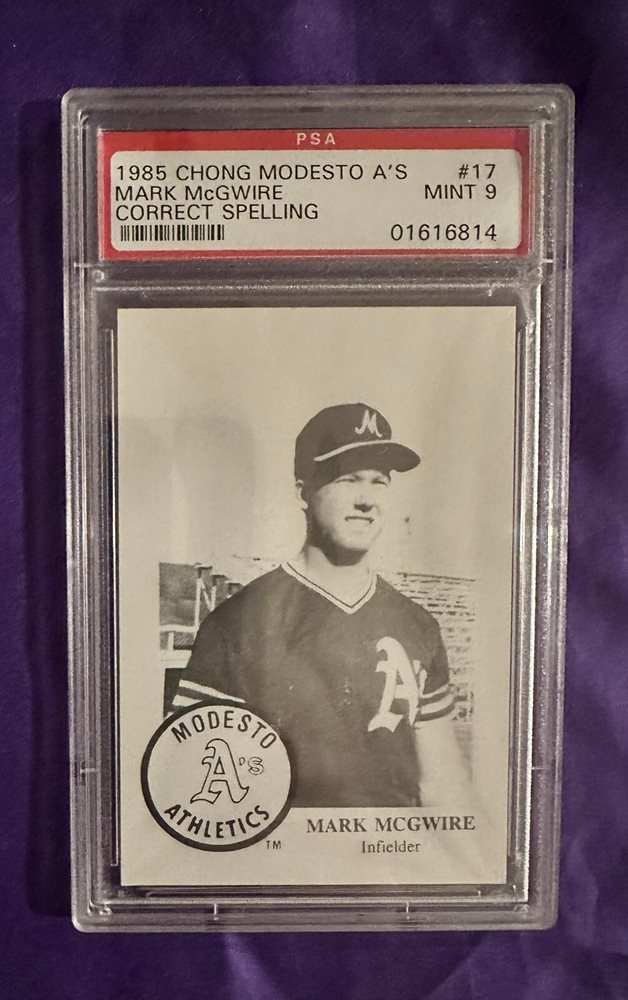 PSA
1985 CHONG MODESTO A'S #17
MARK McGWIRE MINT 9
CORRECT SPELLING
01616814
M
A
MODESTO
A's
ATHLETICS
TM
MARK MCGWIRE
Infielder